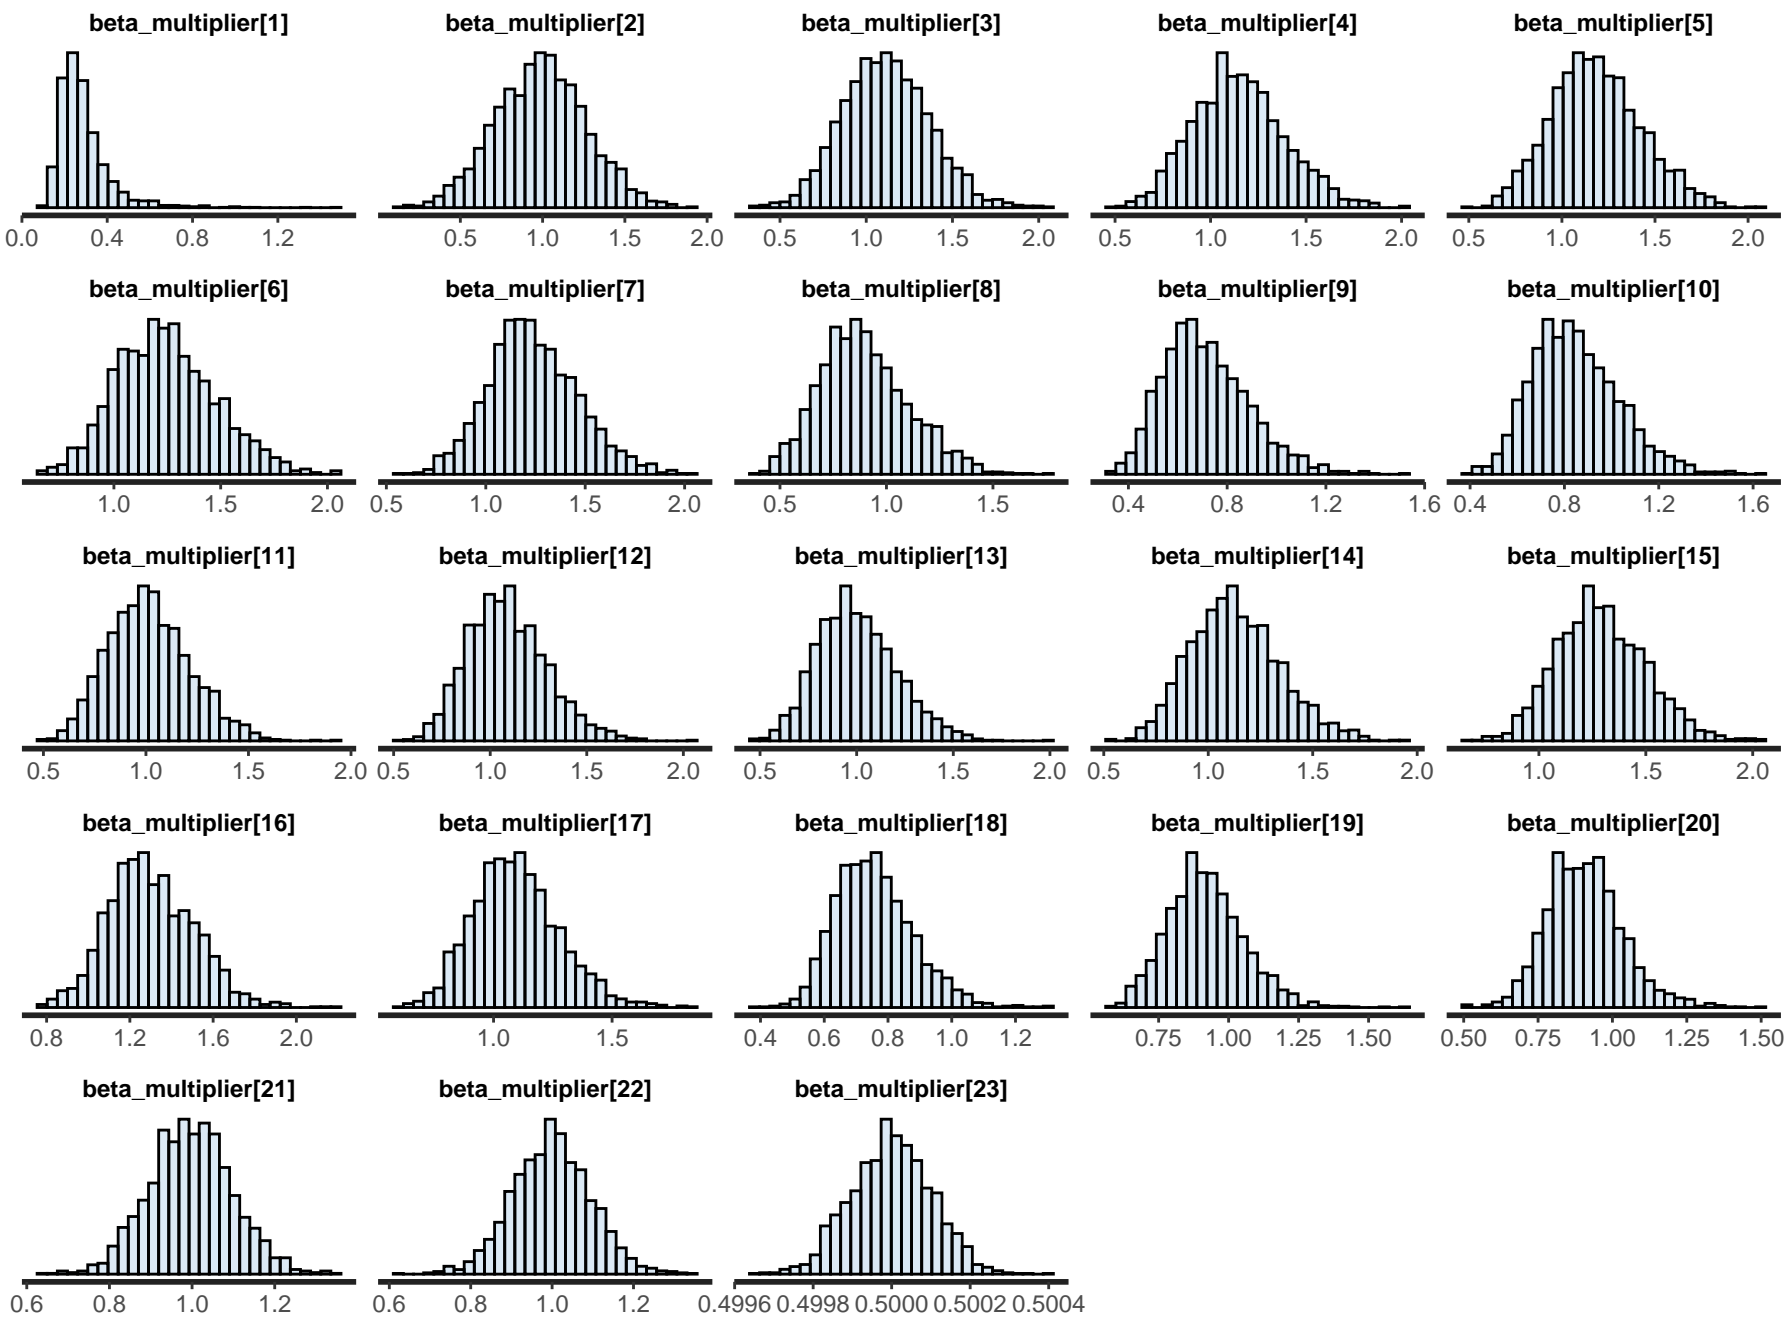 beta_multiplier[1] beta_multiplier[2] beta_multiplier[3] beta_multiplier[4] beta_multiplier[5]
0.0 0.4 0.8 1.2 0.5 1.0 1.5 2.0 0.5 1.0 1.5 2.0 0.5 1.0 1.5 2.0 0.5 1.0 1.5 2.0
beta_multiplier[6] beta_multiplier[7] beta_multiplier[8] beta_multiplier[9] beta_multiplier[10]
1.0 1.5 2.0 0.5 1.0 1.5 2.0 0.5 1.0 1.5 0.4 0.8 1.2 1.6 0.4 0.8 1.2 1.6
beta_multiplier[11] beta_multiplier[12] beta_multiplier[13] beta_multiplier[14] beta_multiplier[15]
0.5 1.0 1.5 2.0 0.5 1.0 1.5 2.0 0.5 1.0 1.5 2.0 0.5 1.0 1.5 2.0 1.0 1.5 2.0
beta_multiplier[16] beta_multiplier[17] beta_multiplier[18] beta_multiplier[19] beta_multiplier[20]
0.8 1.2 1.6 2.0 1.0 1.5 0.4 0.6 0.8 1.0 1.2 0.75 1.00 1.25 1.50 0.50 0.75 1.00 1.25 1.50
beta_multiplier[21] beta_multiplier[22] beta_multiplier[23]
0.6 0.8 1.0 1.2 0.6 0.8 1.0 1.2 0.4996 0.4998 0.5000 0.5002 0.5004